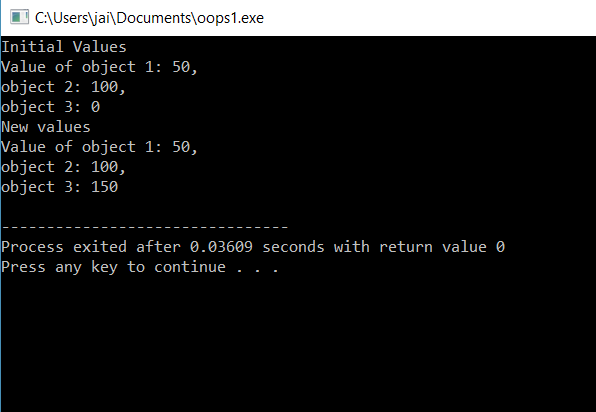 C:\Users\jai\Documents\oops1.exe
Initial Values
Value of object 1: 50,
object 2: 100,
object 3: 0
New values
Value of object 1: 50,
object 2: 100,
object 3: 150
--------------------------------
Process exited after 0.03609 seconds with return value 0
Press any key to continue . . .